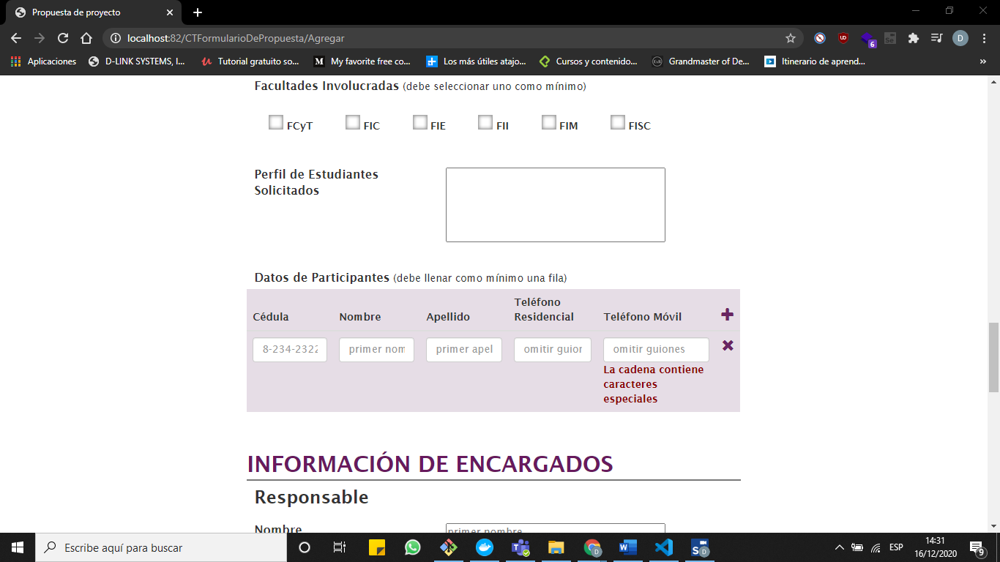 Propuesta de proyecto
localhost:82/CTFormularioDePropuesta/Agregar
UD
6
Se
D
Aplicaciones
D-LINK SYSTEMS, I...
Tutorial gratuito so...
M
My favorite free co...
Los más útiles atajo...
Cursos y contenido...
Grandmaster of De...
Itinerario de aprend...
»
Facultades Involucradas (debe seleccionar uno como mínimo)
FCyT FIC FIE FII FIM FISC
Perfil de Estudiantes
Solicitados
Datos de Participantes (debe llenar como mínimo una fila)
Cédula Nombre Apellido Teléfono Residencial Teléfono Móvil
8-234-2322 primer nom primer apel omitir guion omitir guiones
La cadena contiene
caracteres
especiales
INFORMACIÓN DE ENCARGADOS
Responsable
Nombre primer nombre
Escribe aquí para buscar
D
W
S
D
ESP
14:31
16/12/2020
9